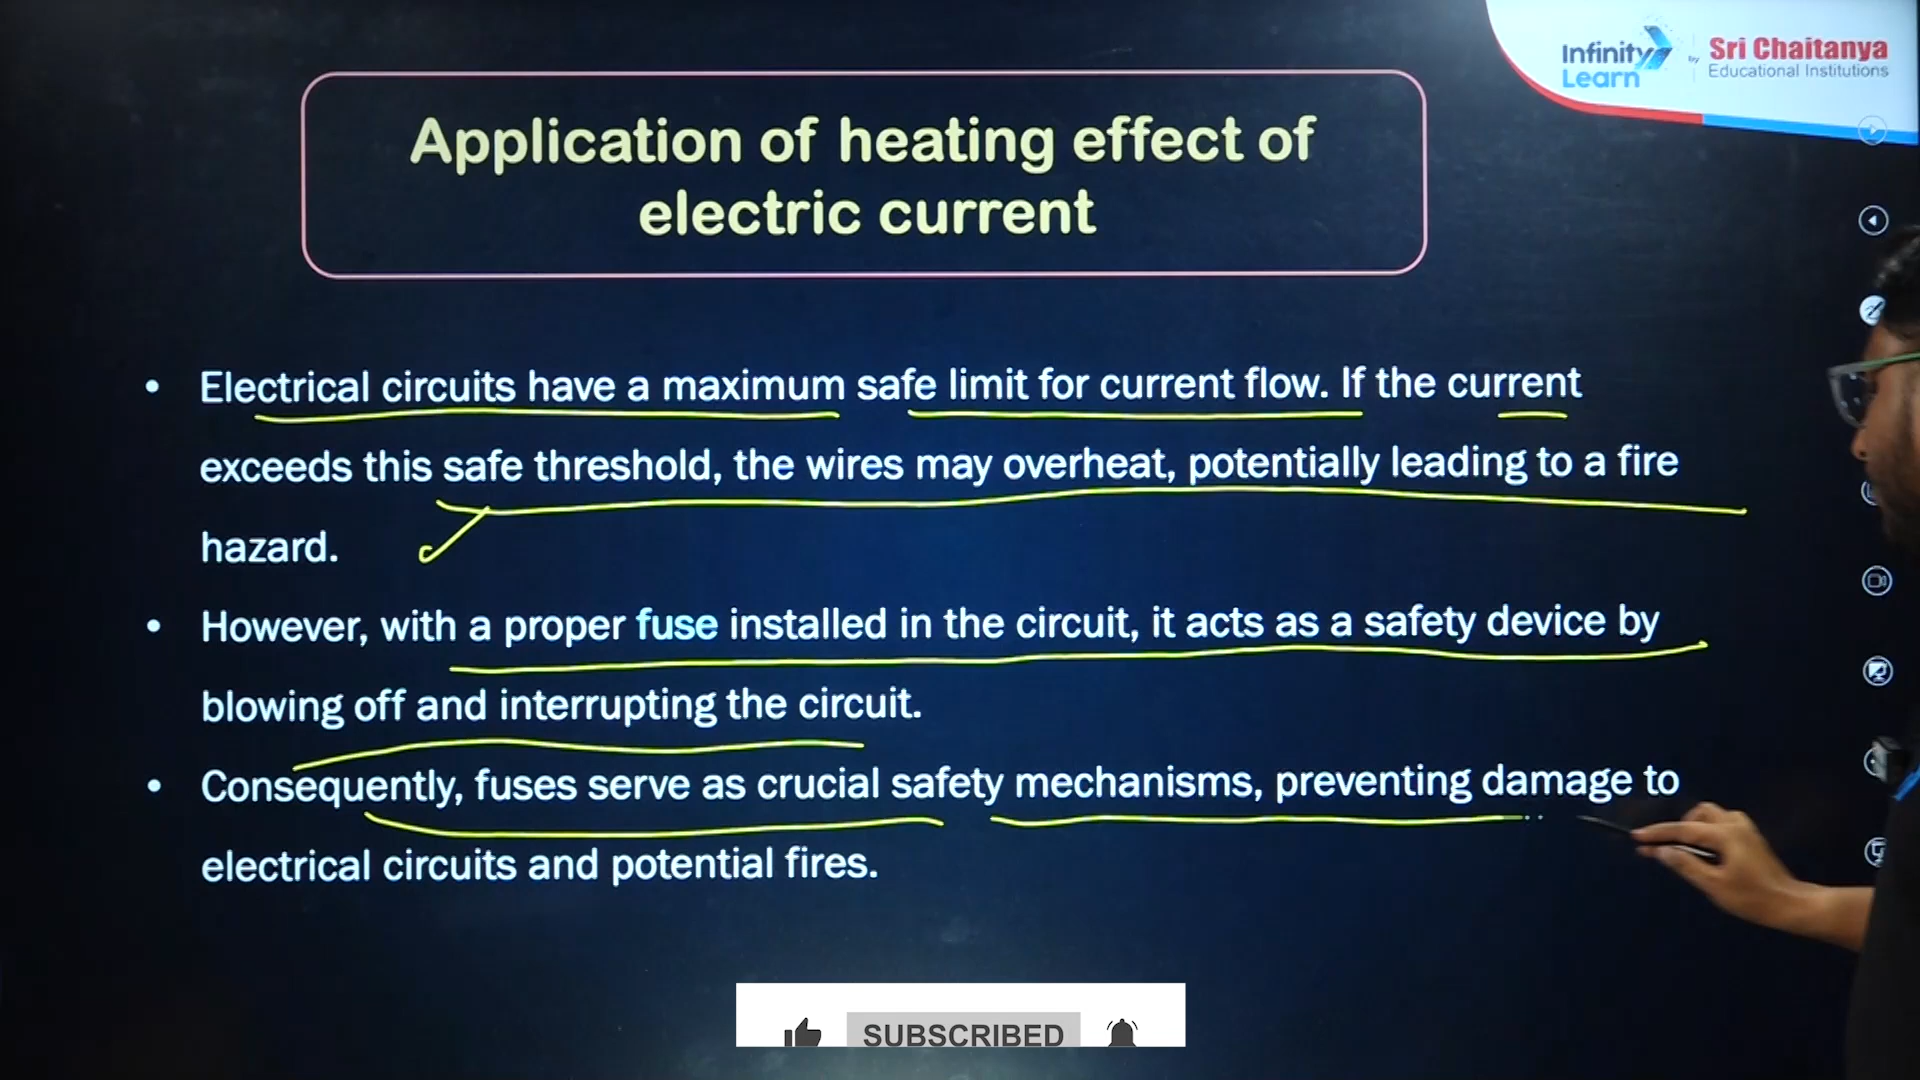 Infinity Learn by Sri Chaitanya
Educational Institutions
Application of heating effect of
electric current
• Electrical circuits have a maximum safe limit for current flow. If the current
exceeds this safe threshold, the wires may overheat, potentially leading to a fire
hazard.
• However, with a proper fuse installed in the circuit, it acts as a safety device by
blowing off and interrupting the circuit.
• Consequently, fuses serve as crucial safety mechanisms, preventing damage to
electrical circuits and potential fires.
SUBSCRIBED